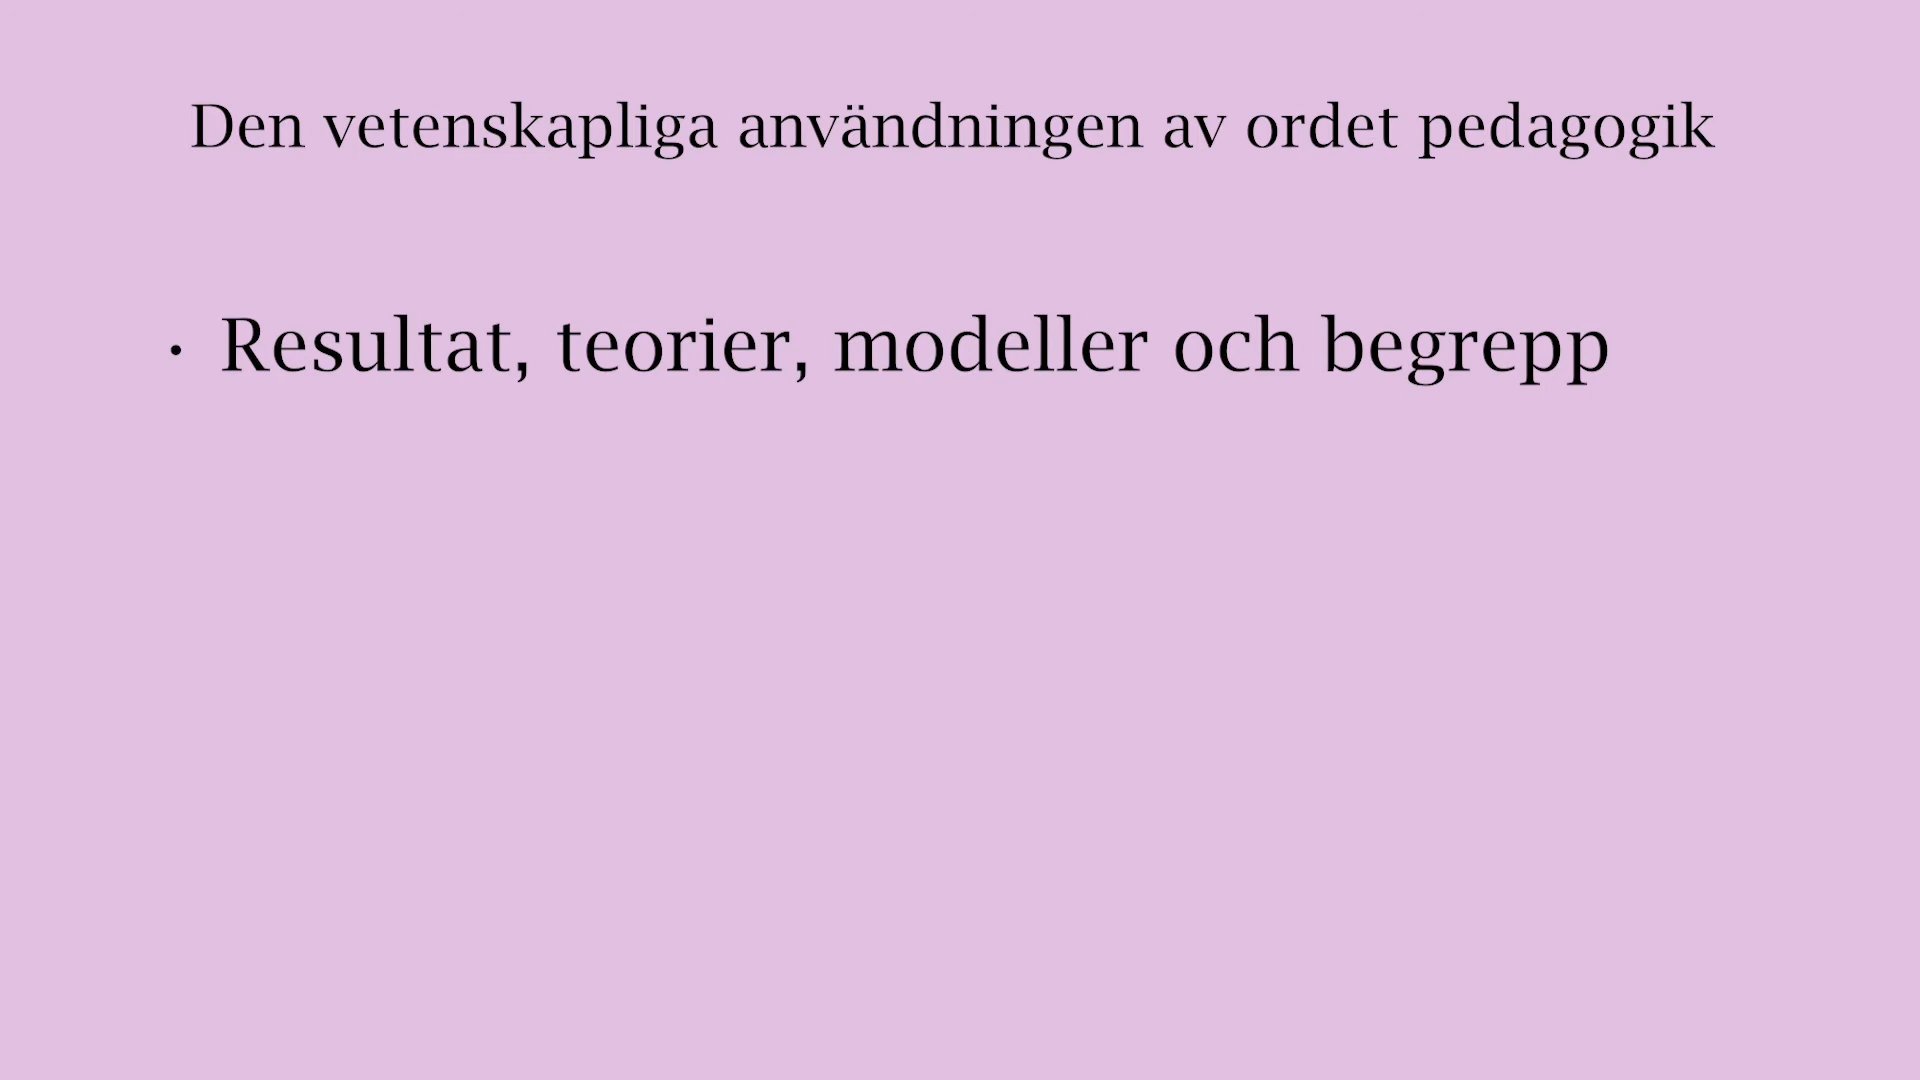 Den vetenskapliga användningen av ordet pedagogik
• Resultat, teorier, modeller och begrepp